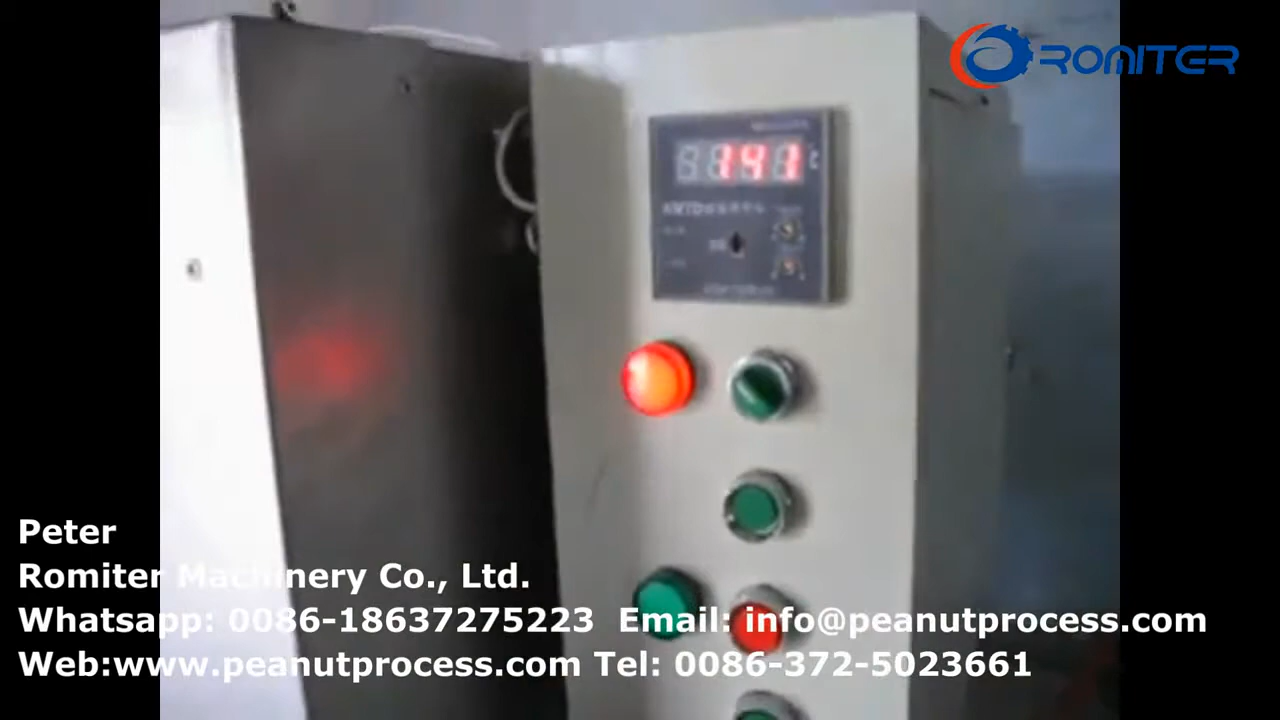 ROMITER
141
Peter
Romiter Machinery Co., Ltd.
Whatsapp: 0086-18637275223 Email: info@peanutprocess.com
Web:www.peanutprocess.com Tel: 0086-372-5023661